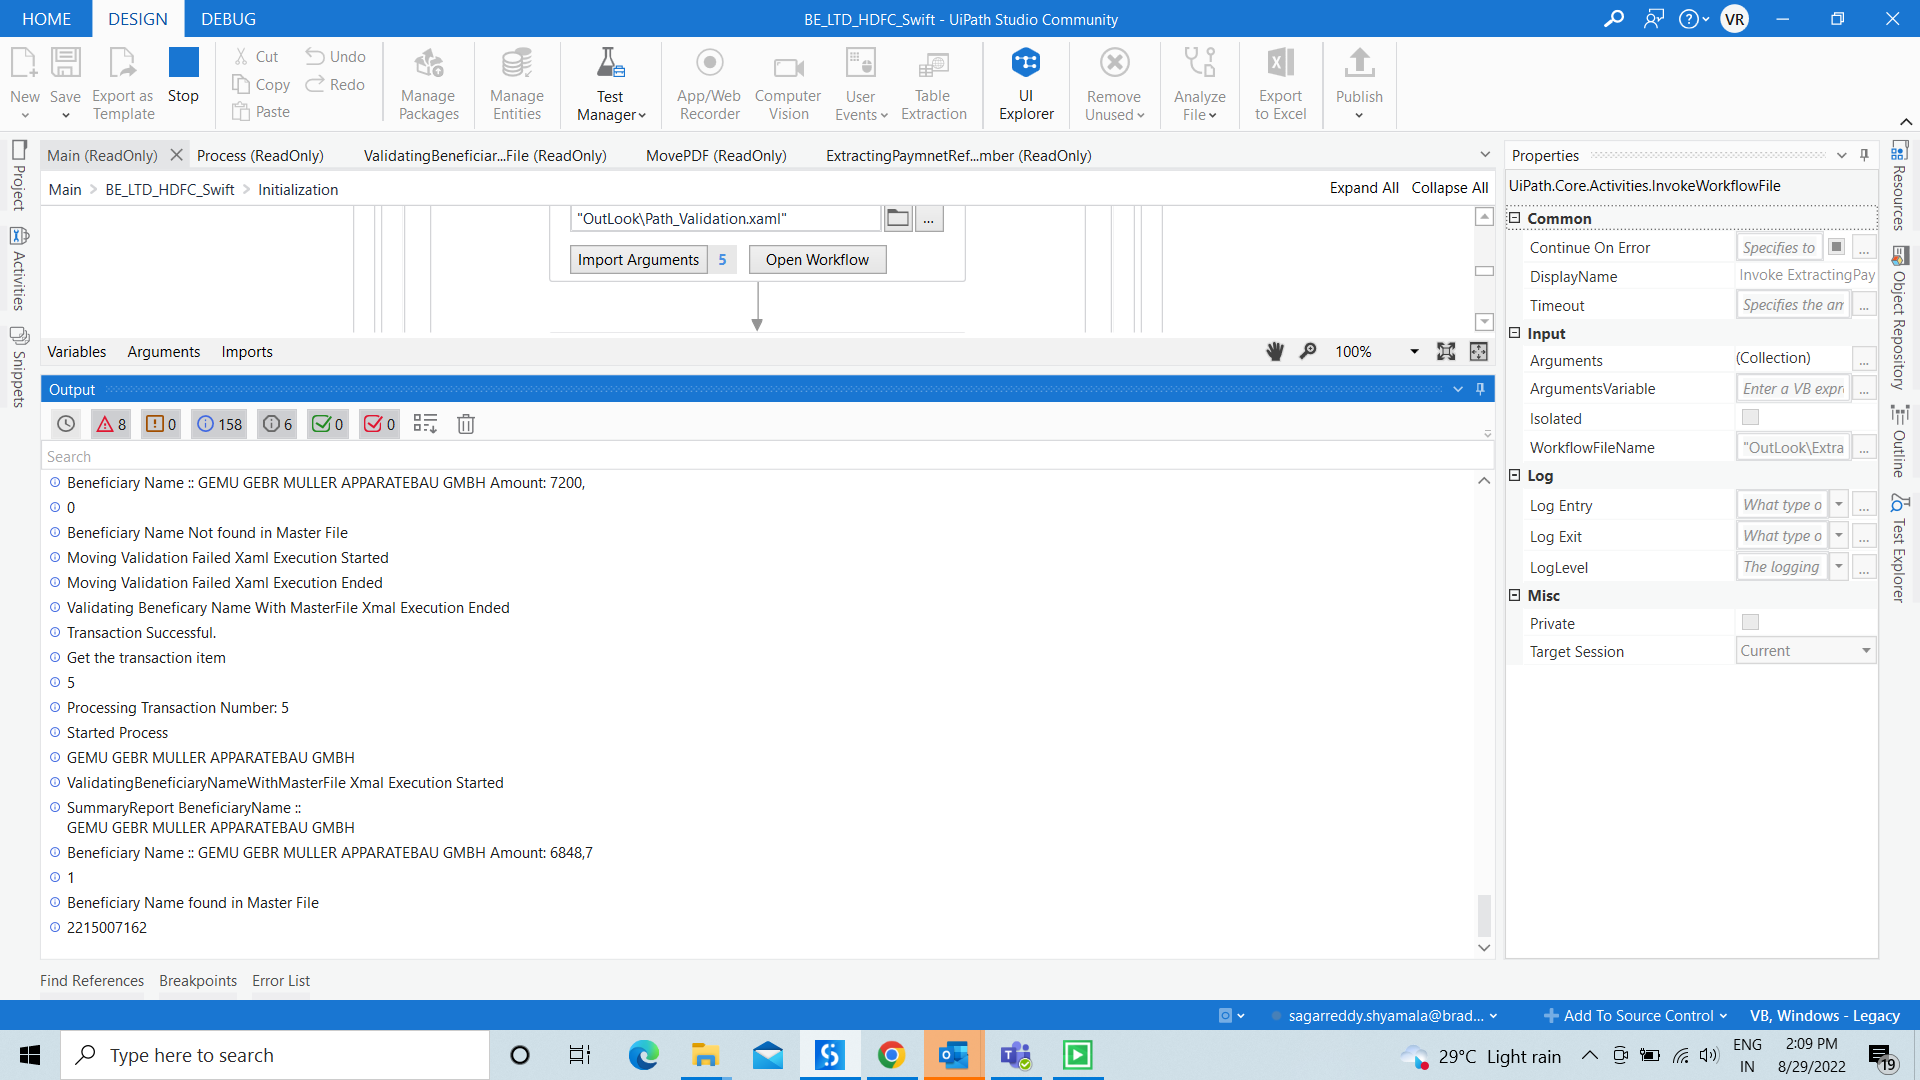 HOME DESIGN DEBUG BE_LTD_HDFC_Swift - UiPath Studio Community VR
New Save Export as Template Stop Cut Copy Paste Undo Redo Manage Packages Manage Entities Test Manager App/Web Recorder Computer Vision User Events Table Extraction UI Explorer Remove Unused Analyze File Export to Excel Publish
Main (ReadOnly) Process (ReadOnly) ValidatingBeneficiar...File (ReadOnly) MovePDF (ReadOnly) ExtractingPaymnetRef...mber (ReadOnly)
Main > BE_LTD_HDFC_Swift > Initialization Expand All Collapse All
"OutLook\Path_Validation.xaml" ...
Import Arguments 5 Open Workflow
Variables Arguments Imports 100%
Output
8 0 158 6 0 0
Search
Beneficiary Name :: GEMU GEBR MULLER APPARATEBAU GMBH Amount: 7200,
0
Beneficiary Name Not found in Master File
Moving Validation Failed Xaml Execution Started
Moving Validation Failed Xaml Execution Ended
Validating Beneficary Name With MasterFile Xmal Execution Ended
Transaction Successful.
Get the transaction item
5
Processing Transaction Number: 5
Started Process
GEMU GEBR MULLER APPARATEBAU GMBH
ValidatingBeneficiaryNameWithMasterFile Xmal Execution Started
SummaryReport BeneficiaryName ::
GEMU GEBR MULLER APPARATEBAU GMBH
Beneficiary Name :: GEMU GEBR MULLER APPARATEBAU GMBH Amount: 6848,7
1
Beneficiary Name found in Master File
2215007162
Find References Breakpoints Error List
Project
Activities
Snippets
Properties
UiPath.Core.Activities.InvokeWorkflowFile
Common
Continue On Error Specifies to ...
DisplayName Invoke ExtractingPay
Timeout Specifies the am ...
Input
Arguments (Collection) ...
ArgumentsVariable Enter a VB expr ...
Isolated
WorkflowFileName "OutLook\Extra ...
Log
Log Entry What type o ...
Log Exit What type o ...
LogLevel The logging ...
Misc
Private
Target Session Current
Resources
Object Repository
Outline
Test Explorer
sagarreddy.shyamala@brad... Add To Source Control VB, Windows - Legacy
Type here to search 29°C Light rain ENG IN 2:09 PM 8/29/2022 19